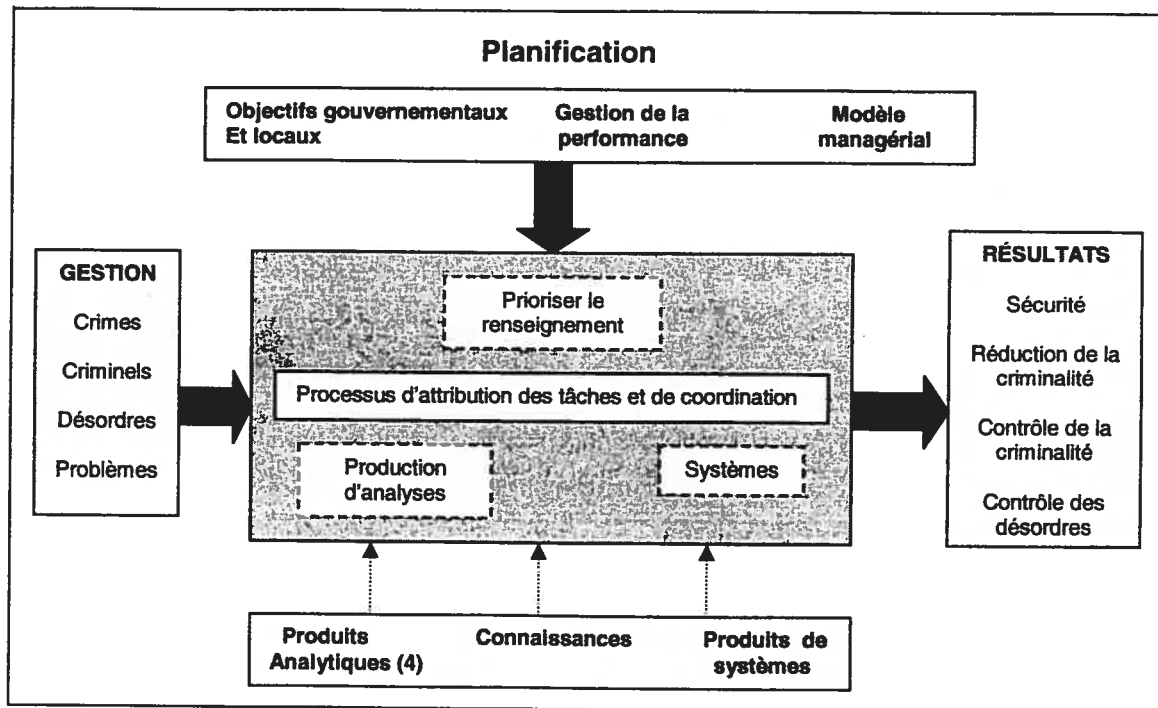 Planification
Objectifs gouvernementaux
Et locaux
Gestion de la
performance
Modèle
managérial
GESTION
Crimes
Criminels
Désordres
Problèmes
Prioriser le
renseignement
Processus d'attribution des tâches et de coordination
Production
d'analyses
Systèmes
RÉSULTATS
Sécurité
Réduction de la
criminalité
Contrôle de la
criminalité
Contrôle des
désordres
Produits
Analytiques (4)
Connaissances
Produits de
systèmes